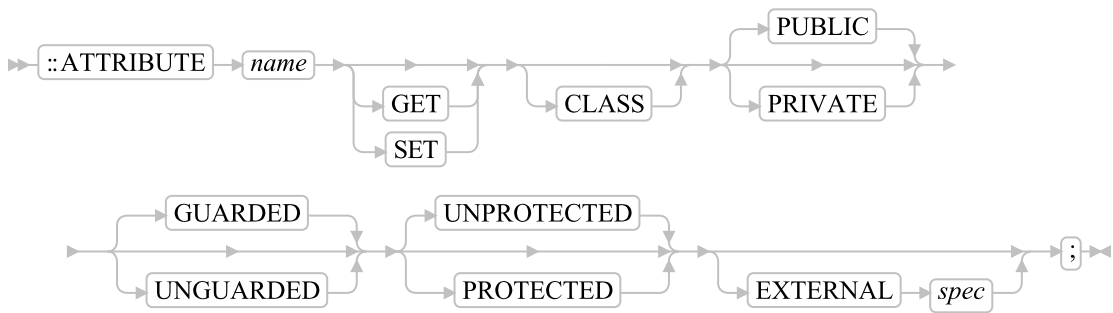 PUBLIC
::ATTRIBUTE name
GET CLASS PRIVATE
SET
GUARDED UNPROTECTED
;
UNGUARDED PROTECTED EXTERNAL spec